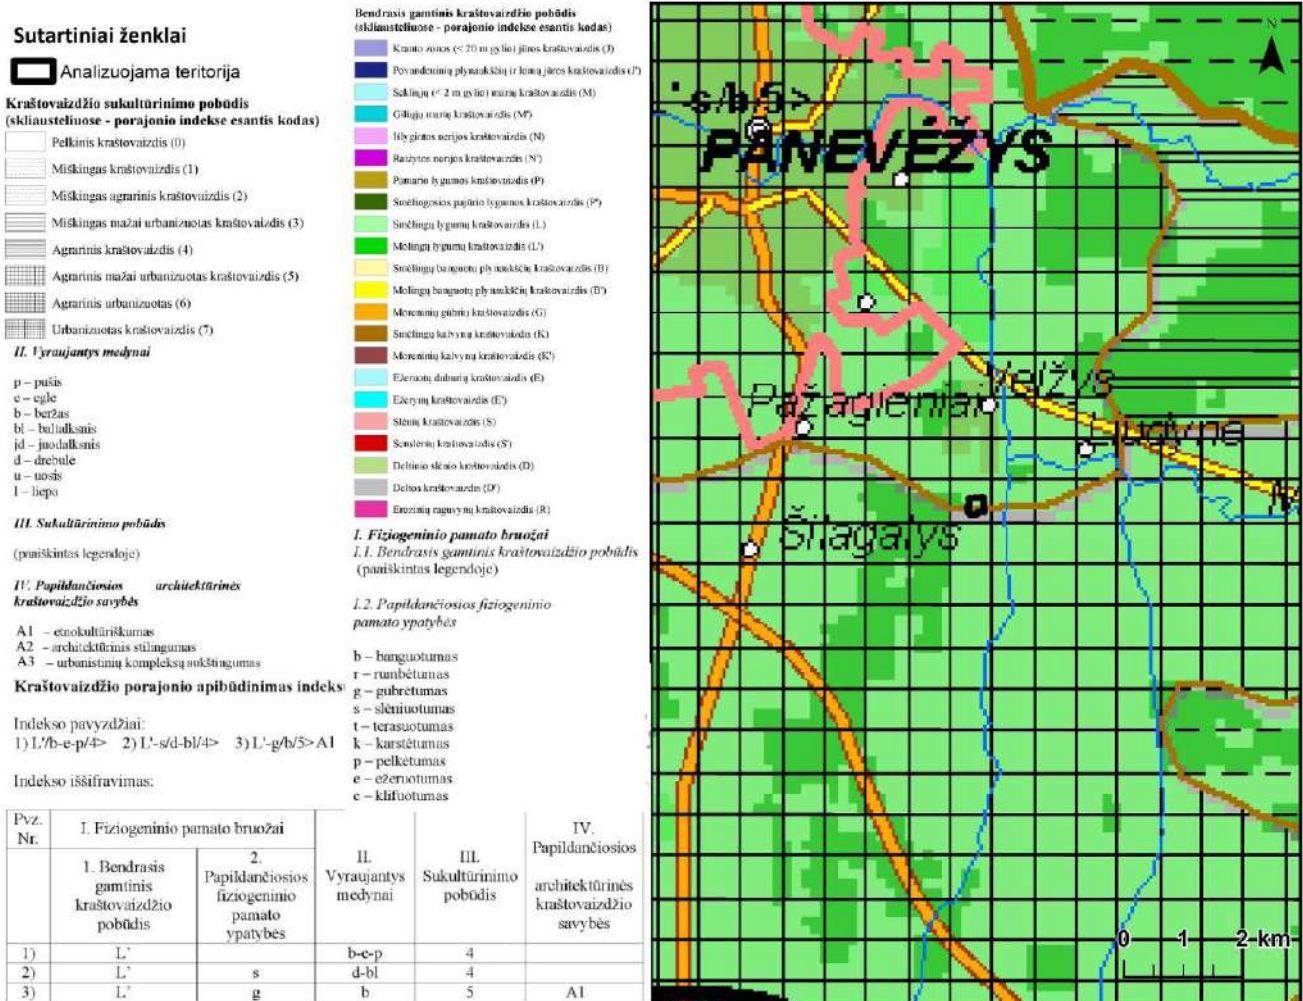 Sutartiniai ženklai
Analizuojama teritorija
Kraštovaizdžio sukultūrinimo pobūdis
(skliausteliuose - porajonio indekse esantis kodas)
Pelkinis kraštovaizdis (0)
Miškingas kraštovaizdis (1)
Miškingas agrarinis kraštovaizdis (2)
Miškingas mažai urbanizuotas kraštovaizdis (3)
Agrarinis kraštovaizdis (4)
Agrarinis mažai urbanizuotas kraštovaizdis (5)
Agrarinis urbanizuotas (6)
Urbanizuotas kraštovaizdis (7)
II. Vyraujantys medynai
p – pušis
e – eglė
b – beržas
bl – baltalksnis
jd – juodalksnis
d – drebulė
u – uosis
l – liepa
III. Sukultūrinimo pobūdis
(paaiškintas legendoje)
IV. Papildančiosios architektūrinės
kraštovaizdžio savybės
A1 – etnokultūriškumas
A2 – architektūrinis stilingumas
A3 – urbanistinių kompleksų aukštingumas
Kraštovaizdžio porajonio apibūdinimas indeks
Indekso pavyzdžiai:
1) L'/b-e-p/4> 2) L'-s/d-bl/4> 3) L'-g/b/5>A1
Indekso iššifravimas:
Bendrasis gamtinis kraštovaizdžio pobūdis
(skliausteliuose - porajonio indekse esantis kodas)
Kranto zonos (< 20 m gylio) jūros kraštovaizdis (J)
Povandeninių plynaukščių ir lomų jūros kraštovaizdis (J')
Sekliųjų (< 2 m gylio) marių kraštovaizdis (M)
Giliųjų marių kraštovaizdis (M')
Išlygintos nerijos kraštovaizdis (N)
Raižytos nerijos kraštovaizdis (N')
Pamario lygumos kraštovaizdis (P)
Smėlingosios pajūrio lygumos kraštovaizdis (P')
Smėlingų lygumų kraštovaizdis (L)
Molingų lygumų kraštovaizdis (L')
Smėlingų banguotų plynaukščių kraštovaizdis (B)
Molingų banguotų plynaukščių kraštovaizdis (B')
Moreninių gūbrių kraštovaizdis (G)
Smėlingų kalvynų kraštovaizdis (K)
Moreninių kalvynų kraštovaizdis (K')
Ežeruotų duburių kraštovaizdis (E)
Ežerynų kraštovaizdis (E')
Slėnių kraštovaizdis (S)
Senslėnių kraštovaizdis (S')
Deltinio slėnio kraštovaizdis (D)
Deltos kraštovaizdis (D')
Erozinių raguvynų kraštovaizdis (R)
I. Fiziogeninio pamato bruožai
I.1. Bendrasis gamtinis kraštovaizdžio pobūdis
(paaiškintas legendoje)
I.2. Papildančiosios fiziogeninio
pamato ypatybės
b – banguotumas
r – rumbėtumas
g – gubrėtumas
s – slėniuotumas
t – terasuotumas
k – karstėtumas
p – pelkėtumas
e – ežeruotumas
c – klifuotumas
Pvz. Nr.
I. Fiziogeninio pamato bruožai
1. Bendrasis gamtinis kraštovaizdžio pobūdis
2. Papildančiosios fiziogeninio pamato ypatybės
II. Vyraujantys medynai
III. Sukultūrinimo pobūdis
IV. Papildančiosios architektūrinės kraštovaizdžio savybės
1) L' b-e-p 4
2) L' s d-bl 4
3) L' g b 5 A1
N
s/b/5>
PANEVĖŽYS
Velžys
Pažagieniai
Liūdynė
Šilagalys
0 1 2 km